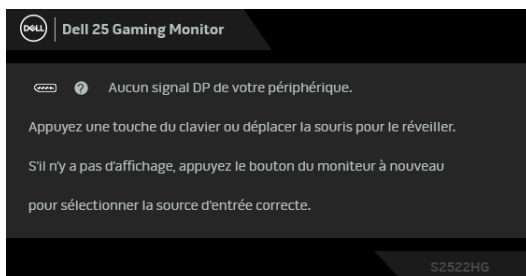 DELL Dell 25 Gaming Monitor
Aucun signal DP de votre périphérique.
Appuyez une touche du clavier ou déplacer la souris pour le réveiller.
S'il n'y a pas d'affichage, appuyez le bouton du moniteur à nouveau
pour sélectionner la source d'entrée correcte.
S2522HG